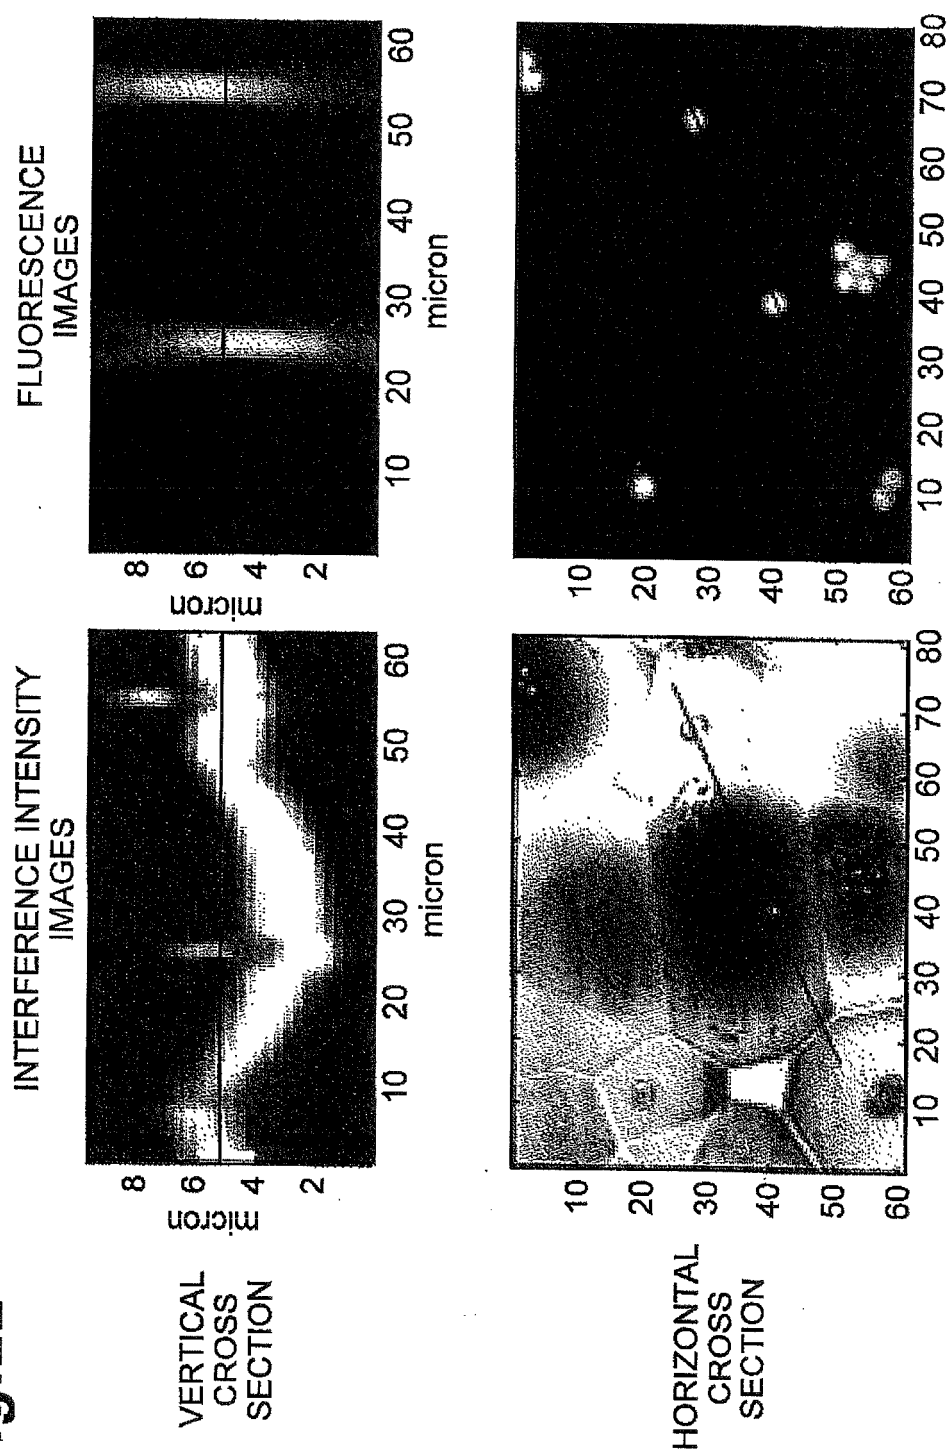 INTERFERENCE INTENSITY
IMAGES
FLUORESCENCE
IMAGES
VERTICAL
CROSS
SECTION
micron
8
6
4
2
10 20 30 40 50 60
micron
micron
8
6
4
2
10 20 30 40 50 60
micron
HORIZONTAL
CROSS
SECTION
10
20
30
40
50
60
10 20 30 40 50 60 70 80
10
20
30
40
50
60
10 20 30 40 50 60 70 80